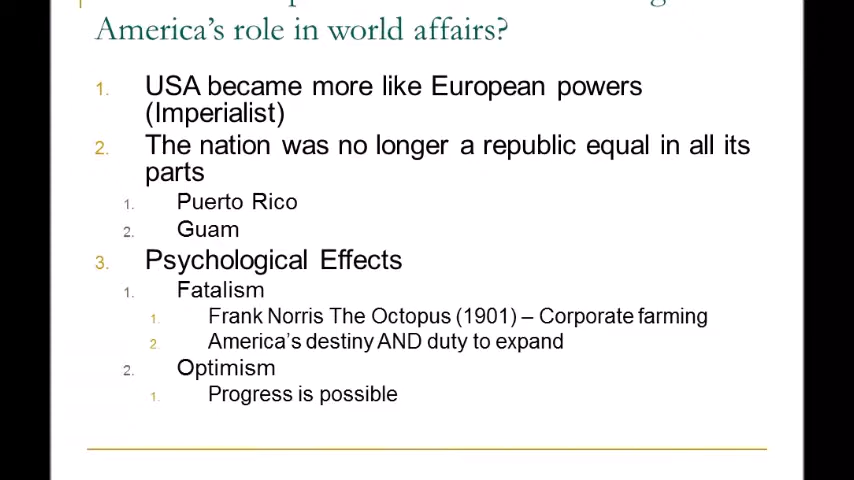 America's role in world affairs?
1. USA became more like European powers
(Imperialist)
2. The nation was no longer a republic equal in all its
parts
1. Puerto Rico
2. Guam
3. Psychological Effects
1. Fatalism
1. Frank Norris The Octopus (1901) – Corporate farming
2. America's destiny AND duty to expand
2. Optimism
1. Progress is possible